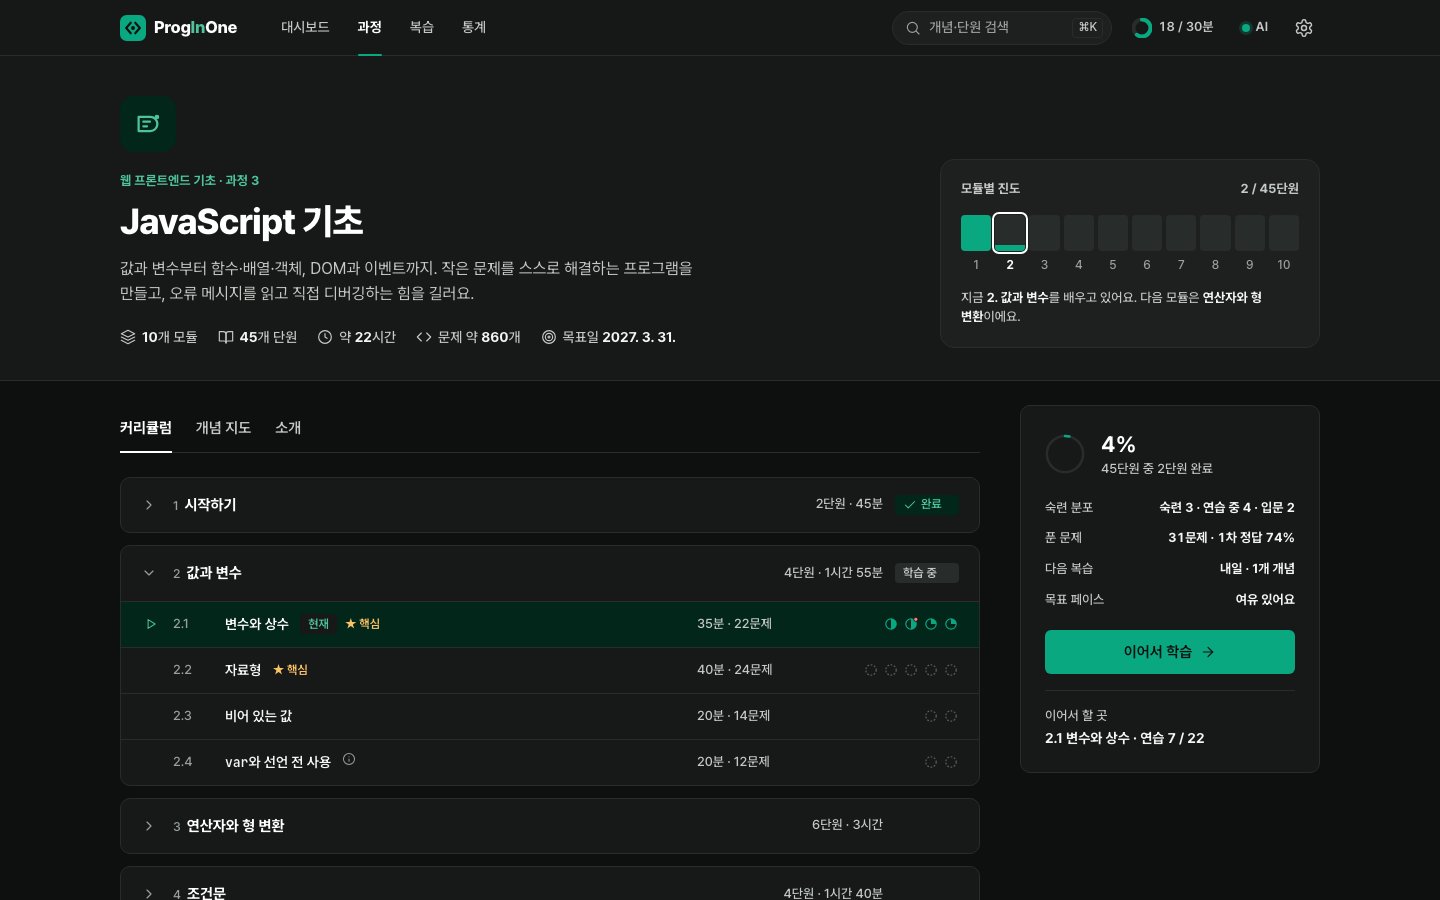 ProgInOne
대시보드
과정
복습
통계
개념·단원 검색
⌘K
18 / 30분
AI
웹 프론트엔드 기초 · 과정 3
JavaScript 기초
값과 변수부터 함수·배열·객체, DOM과 이벤트까지. 작은 문제를 스스로 해결하는 프로그램을
만들고, 오류 메시지를 읽고 직접 디버깅하는 힘을 길러요.
10개 모듈
45개 단원
약 22시간
문제 약 860개
목표일 2027. 3. 31.
모듈별 진도
2 / 45단원
1 2 3 4 5 6 7 8 9 10
지금 2. 값과 변수를 배우고 있어요. 다음 모듈은 연산자와 형
변환이에요.
커리큘럼
개념 지도
소개
1 시작하기
2단원 · 45분
완료
2 값과 변수
4단원 · 1시간 55분
학습 중
2.1 변수와 상수 현재 ★ 핵심 35분 · 22문제
2.2 자료형 ★ 핵심 40분 · 24문제
2.3 비어 있는 값 20분 · 14문제
2.4 var와 선언 전 사용 20분 · 12문제
3 연산자와 형 변환 6단원 · 3시간
4 조건문 4단원 · 1시간 40분
4%
45단원 중 2단원 완료
숙련 분포 숙련 3 · 연습 중 4 · 입문 2
푼 문제 31문제 · 1차 정답 74%
다음 복습 내일 · 1개 개념
목표 페이스 여유 있어요
이어서 학습 →
이어서 할 곳
2.1 변수와 상수 · 연습 7 / 22